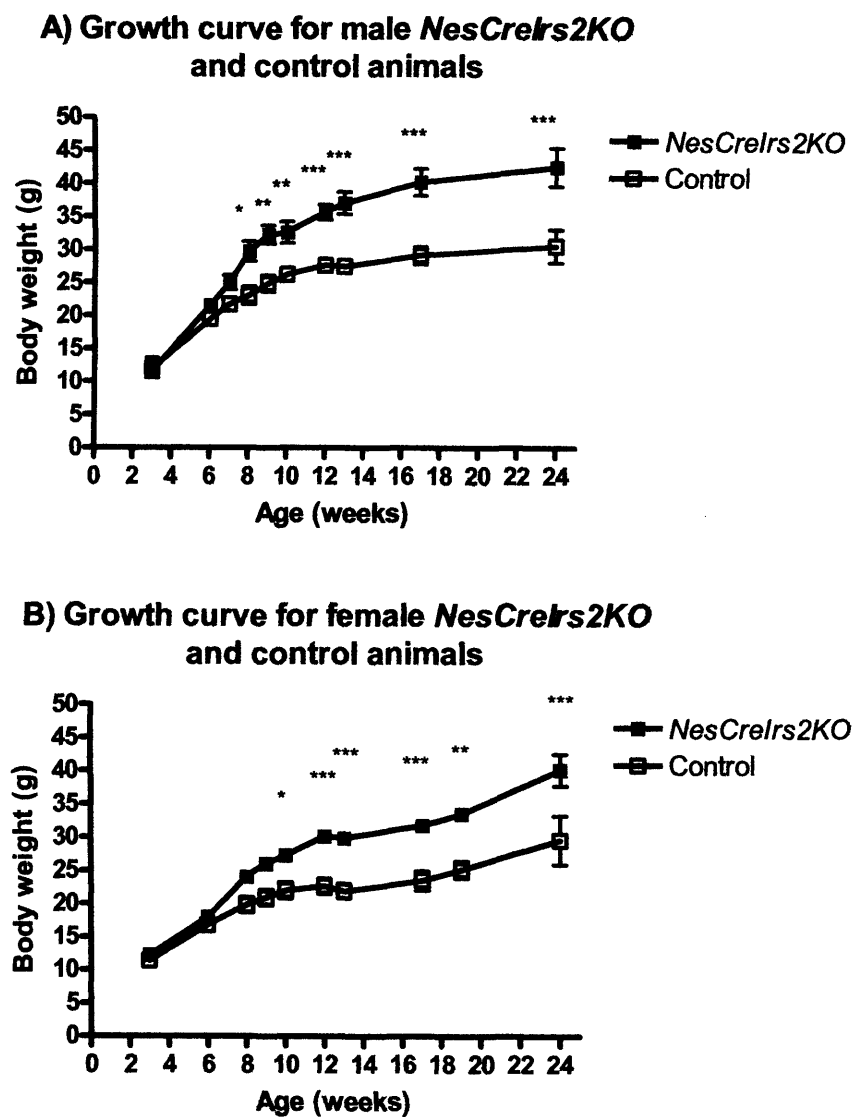 A) Growth curve for male NesCreIrs2KO
and control animals
50
45
40
35
30
25
20
15
10
5
0
Body weight (g)
* ** ** *** *** *** ***
NesCreIrs2KO
Control
0 2 4 6 8 10 12 14 16 18 20 22 24
Age (weeks)
B) Growth curve for female NesCreIrs2KO
and control animals
50
45
40
35
30
25
20
15
10
5
0
Body weight (g)
* *** *** *** ** ***
NesCreIrs2KO
Control
0 2 4 6 8 10 12 14 16 18 20 22 24
Age (weeks)